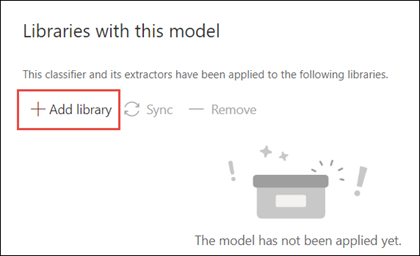 Libraries with this model
This classifier and its extractors have been applied to the following libraries.
+ Add library Sync — Remove
The model has not been applied yet.